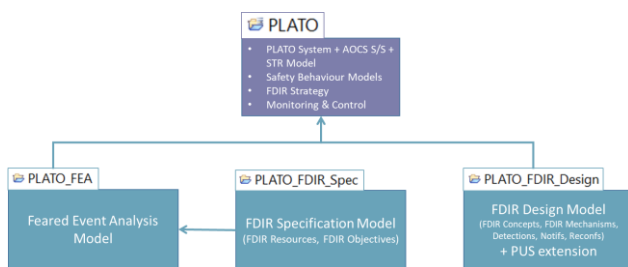 PLATO
• PLATO System + AOCS S/S +
STR Model
• Safety Behaviour Models
• FDIR Strategy
• Monitoring & Control
PLATO_FEA
Feared Event Analysis
Model
PLATO_FDIR_Spec
FDIR Specification Model
(FDIR Resources, FDIR Objectives)
PLATO_FDIR_Design
FDIR Design Model
(FDIR Concepts, FDIR Mechanisms,
Detections, Notifs, Reconfs)
+ PUS extension